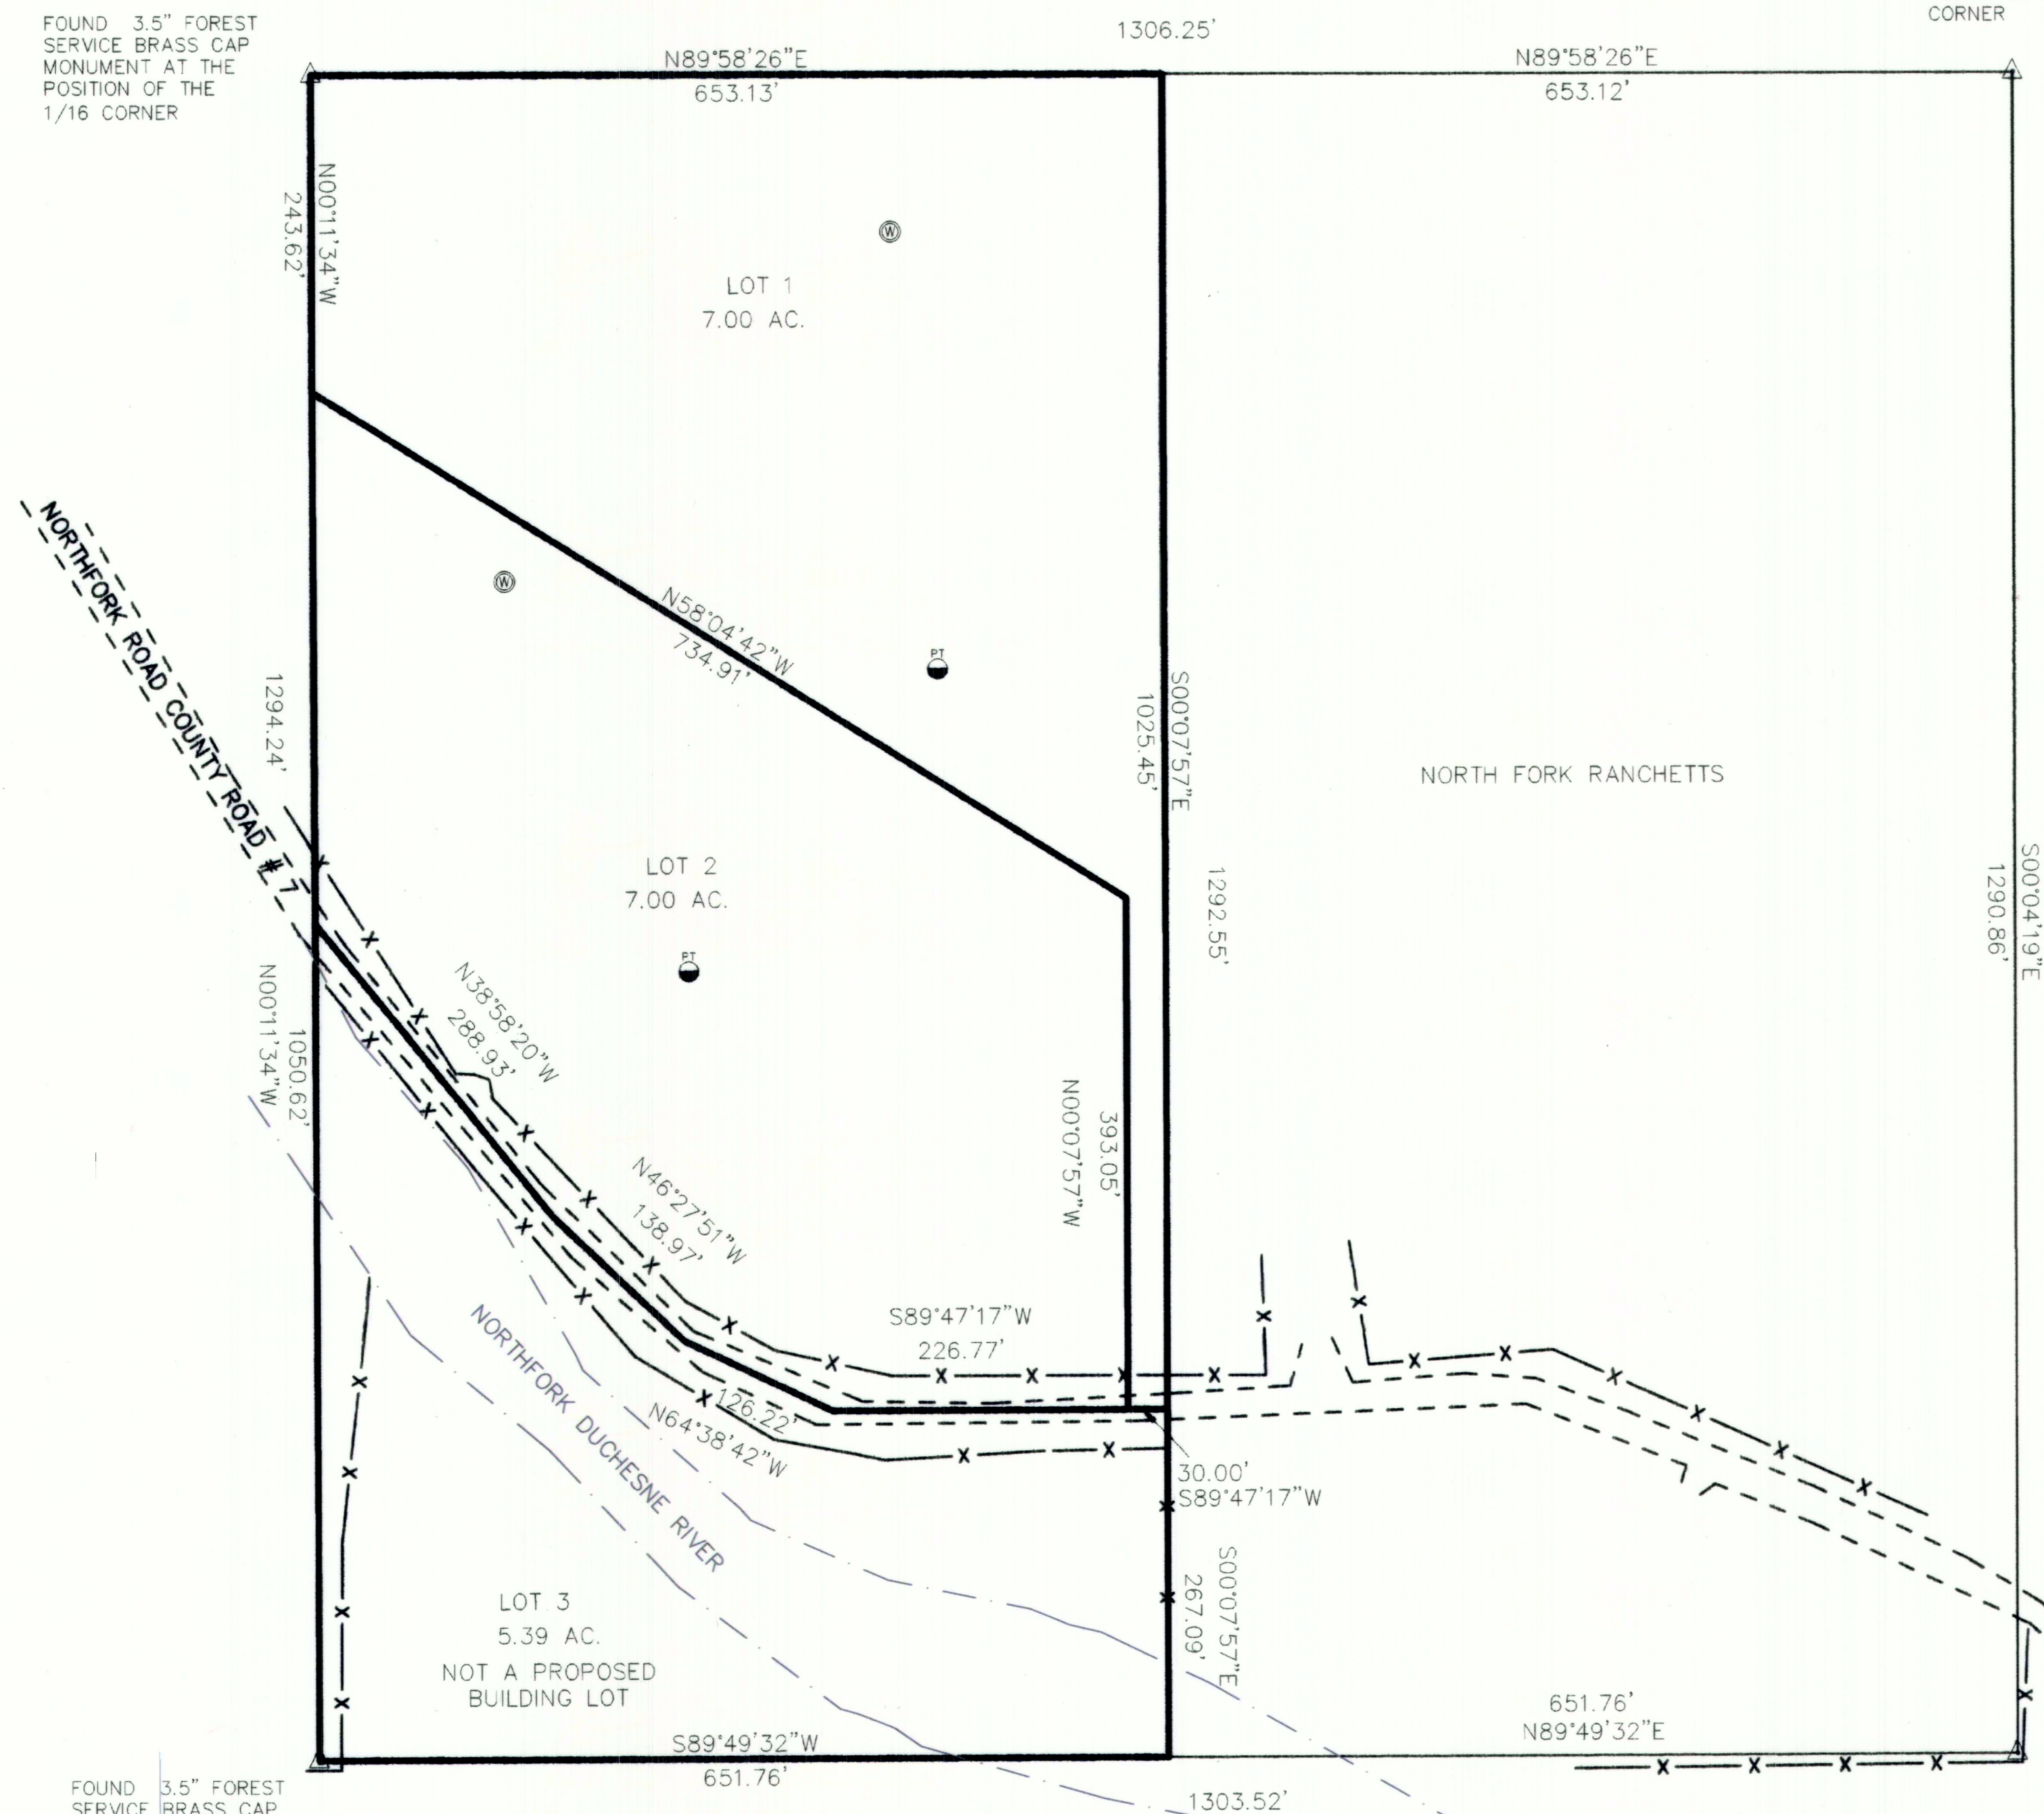 FOUND 3.5" FOREST
SERVICE BRASS CAP
MONUMENT AT THE
POSITION OF THE
1/16 CORNER
1306.25'
CORNER
N89°58'26"E
653.13'
N89°58'26"E
653.12'
N00°11'34"W
243.62'
W
LOT 1
7.00 AC.
W
N58°04'42"W
734.91'
PT
S00°07'57"E
1025.45'
NORTHFORK ROAD COUNTY ROAD # 7
1294.24'
NORTH FORK RANCHETTS
LOT 2
7.00 AC.
PT
1292.55'
S00°04'19"E
1290.86'
N38°58'20"W
288.93'
1050.62'
N00°11'34"W
393.05'
N00°07'57"W
N46°27'51"W
138.97'
S89°47'17"W
226.77'
126.22'
N64°38'42"W
NORTHFORK DUCHESNE RIVER
30.00'
S89°47'17"W
S00°07'57"E
267.09'
LOT 3
5.39 AC.
NOT A PROPOSED
BUILDING LOT
651.76'
N89°49'32"E
S89°49'32"W
651.76'
1303.52'
FOUND 3.5" FOREST
SERVICE BRASS CAP